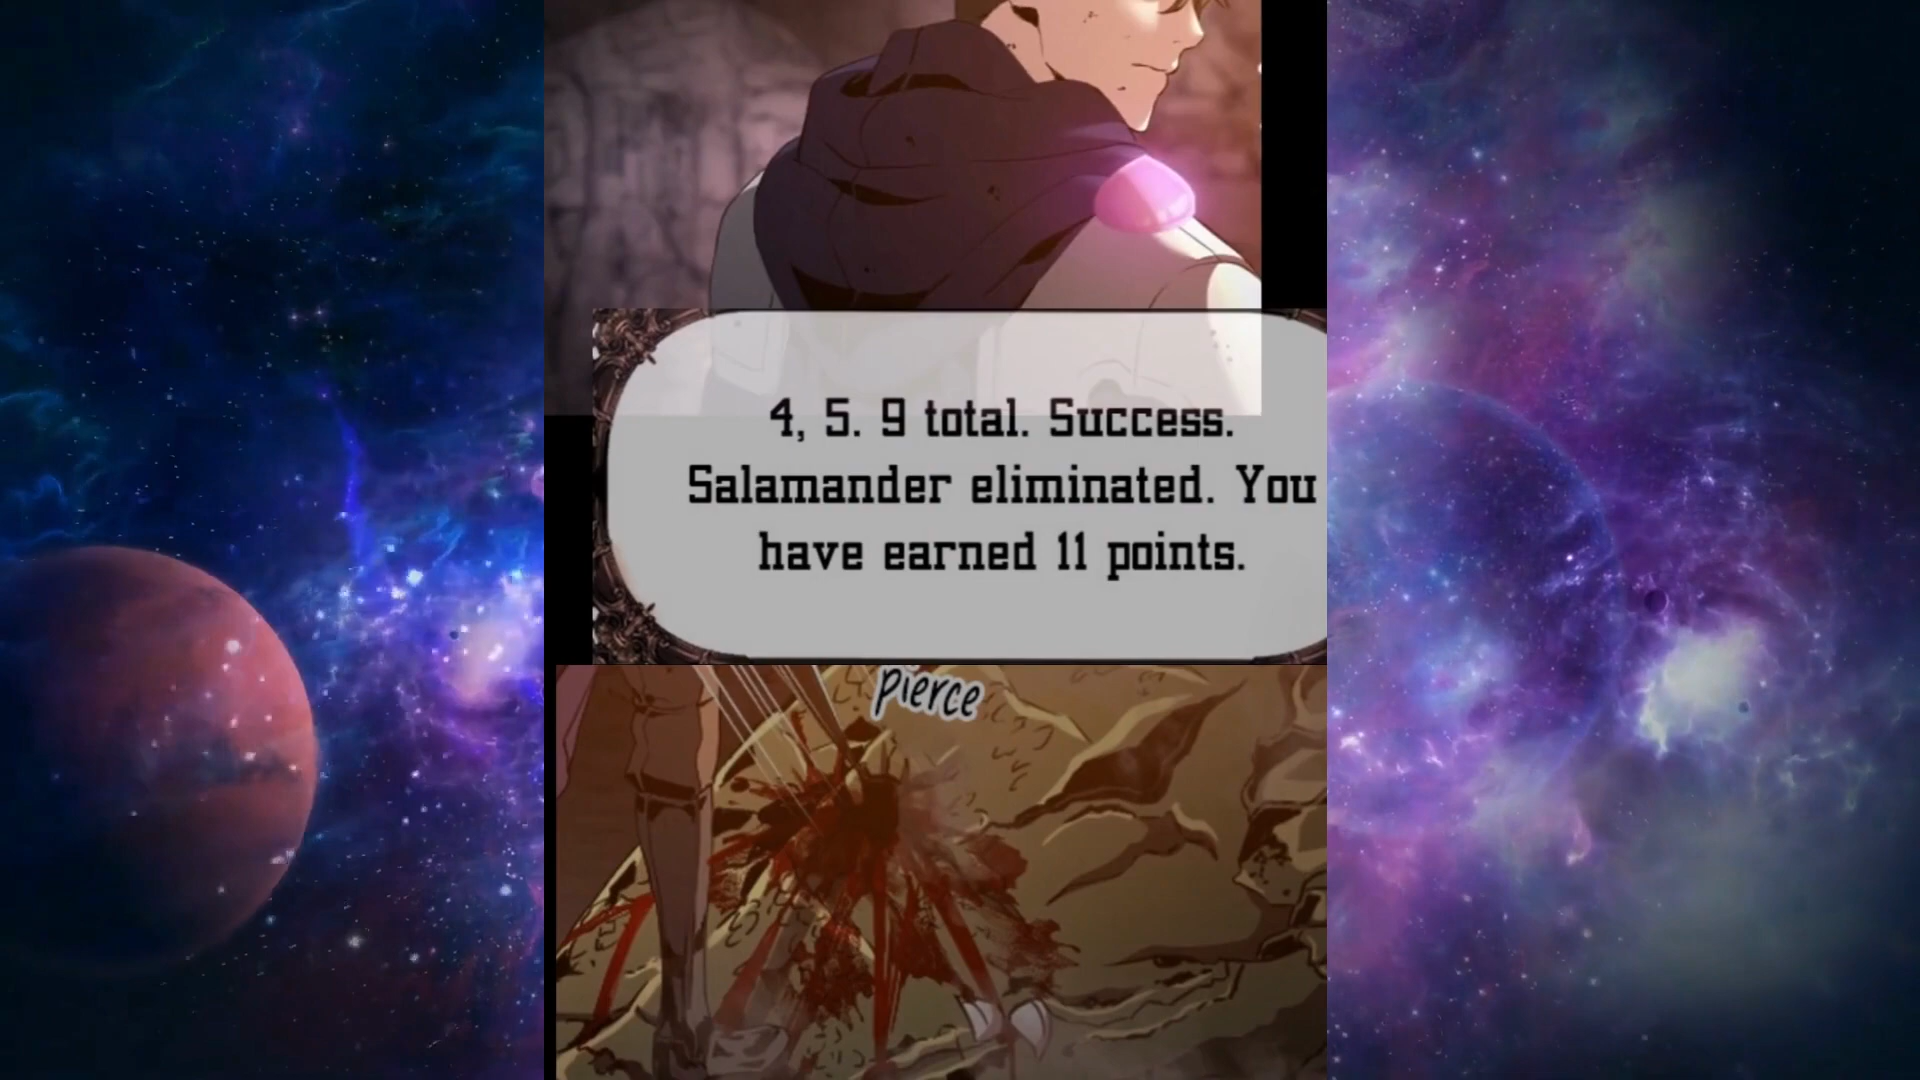 4, 5. 9 total. Success.
Salamander eliminated. You
have earned 11 points.
pierce